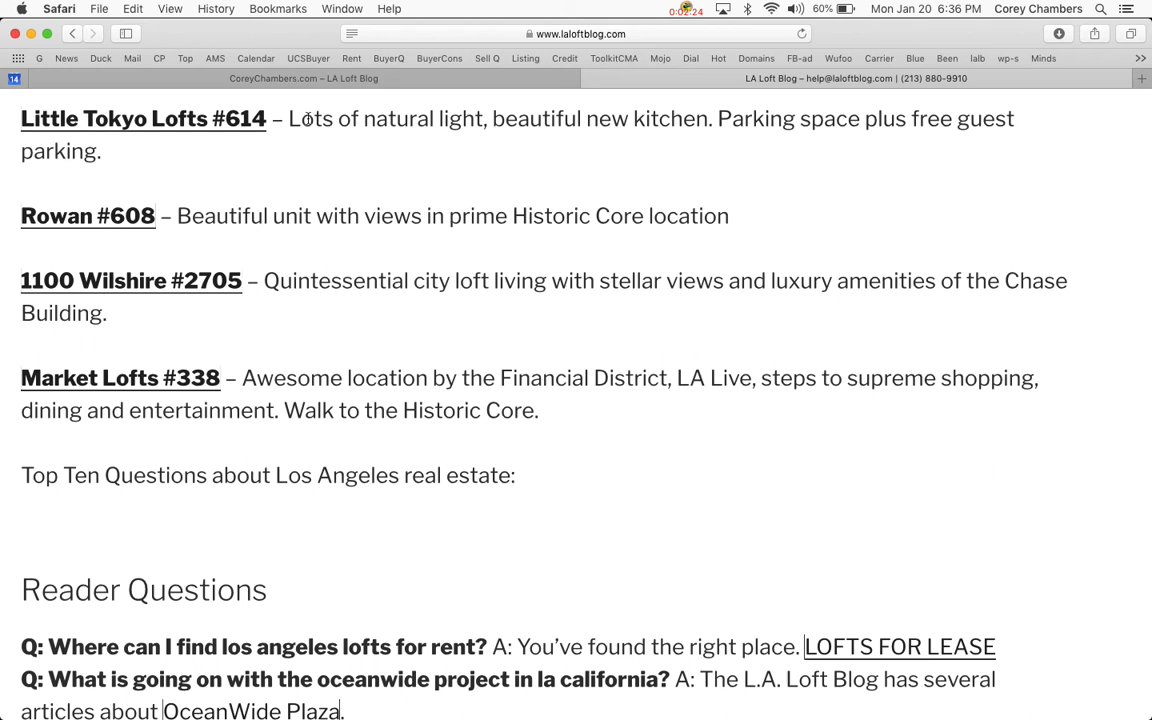 Safari File Edit View History Bookmarks Window Help 0:02:24 60% Mon Jan 20 6:36 PM Corey Chambers
www.laloftblog.com
G News Duck Mail CP Top AMS Calendar UCSBuyer Rent BuyerQ BuyerCons Sell Q Listing Credit ToolkitCMA Mojo Dial Hot Domains FB-ad Wufoo Carrier Blue Been lalb wp-s Minds >>
14 CoreyChambers.com – LA Loft Blog LA Loft Blog – help@laloftblog.com | (213) 880-9910 +
Little Tokyo Lofts #614 – Lots of natural light, beautiful new kitchen. Parking space plus free guest
parking.
Rowan #608 – Beautiful unit with views in prime Historic Core location
1100 Wilshire #2705 – Quintessential city loft living with stellar views and luxury amenities of the Chase
Building.
Market Lofts #338 – Awesome location by the Financial District, LA Live, steps to supreme shopping,
dining and entertainment. Walk to the Historic Core.
Top Ten Questions about Los Angeles real estate:
Reader Questions
Q: Where can I find los angeles lofts for rent? A: You’ve found the right place. LOFTS FOR LEASE
Q: What is going on with the oceanwide project in la california? A: The L.A. Loft Blog has several
articles about OceanWide Plaza.